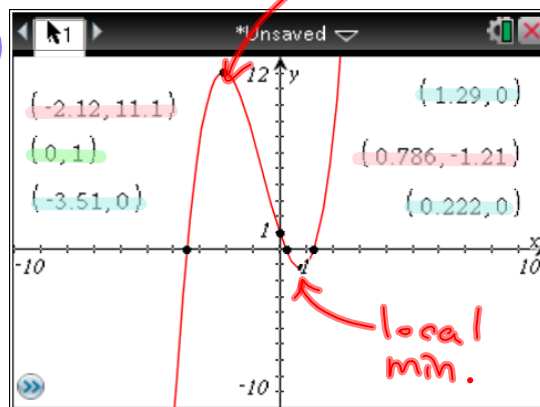 1.1
*Unsaved
12 y
(-2.12, 11.1)
(1.29, 0)
(0, 1)
(0.786, -1.21)
(-3.51, 0)
(0.222, 0)
1
x
-10
1
10
local
min.
-10